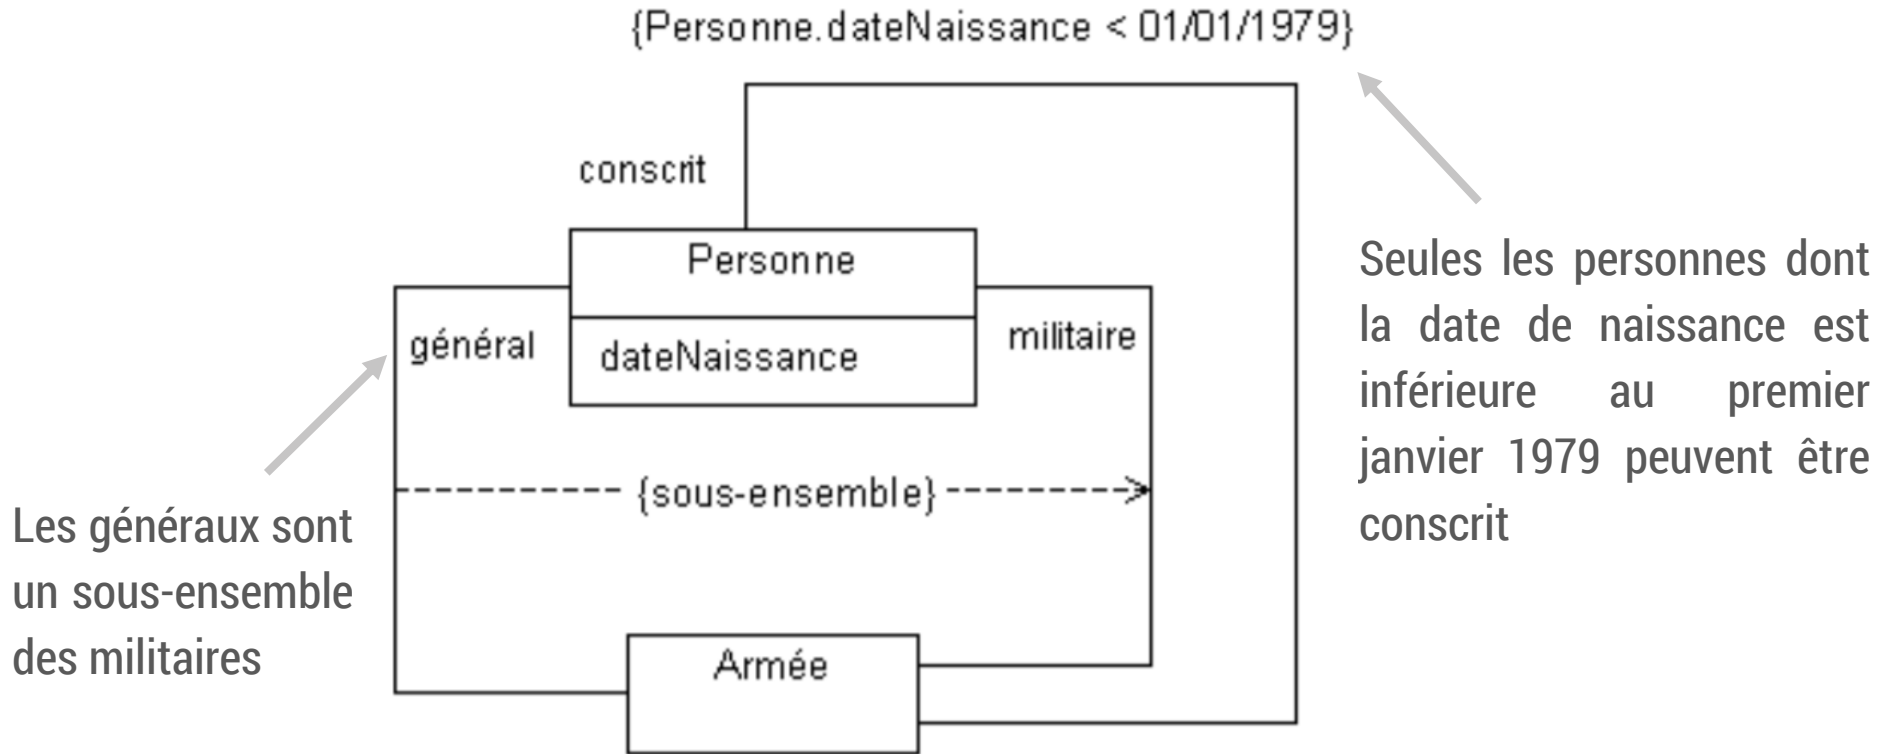 {Personne.dateNaissance < 01/01/1979}
conscrit
Personne
dateNaissance
général
militaire
{sous-ensemble}
Armée
Les généraux sont
un sous-ensemble
des militaires
Seules les personnes dont
la date de naissance est
inférieure au premier
janvier 1979 peuvent être
conscrit